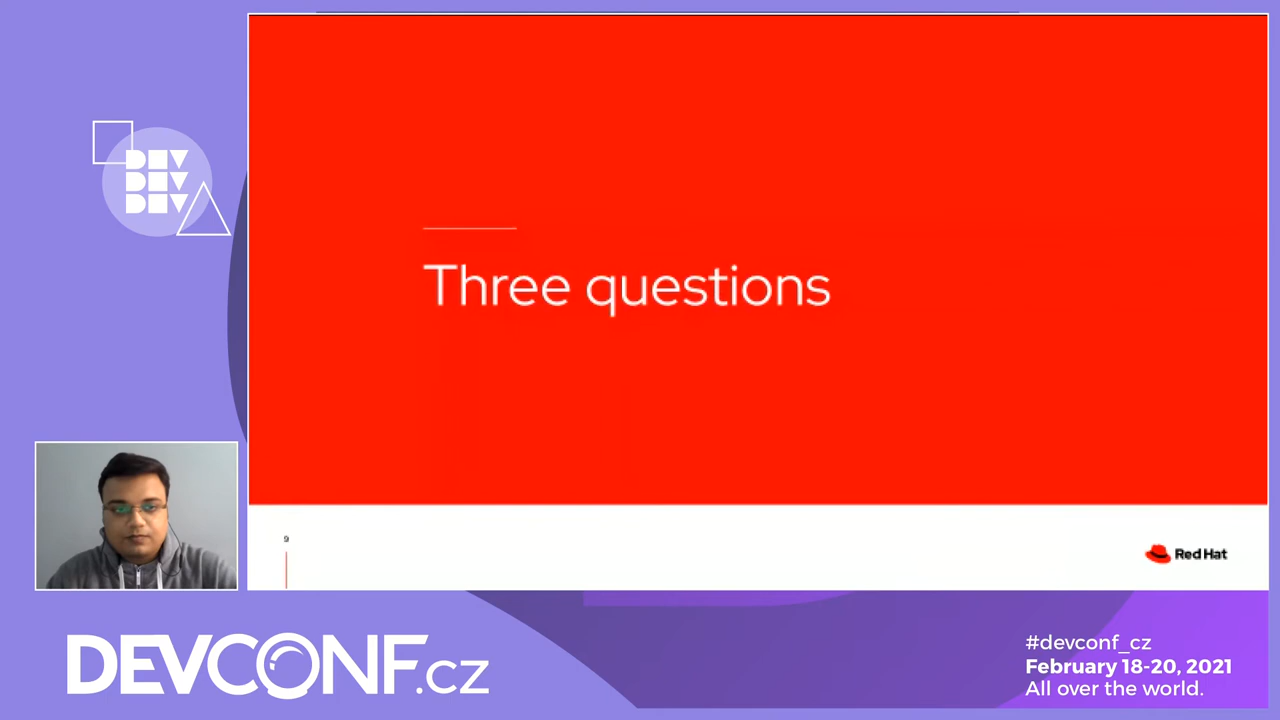 DEV
DEV
DEV
Three questions
9
Red Hat
DEVCONF.cz
#devconf_cz
February 18-20, 2021
All over the world.